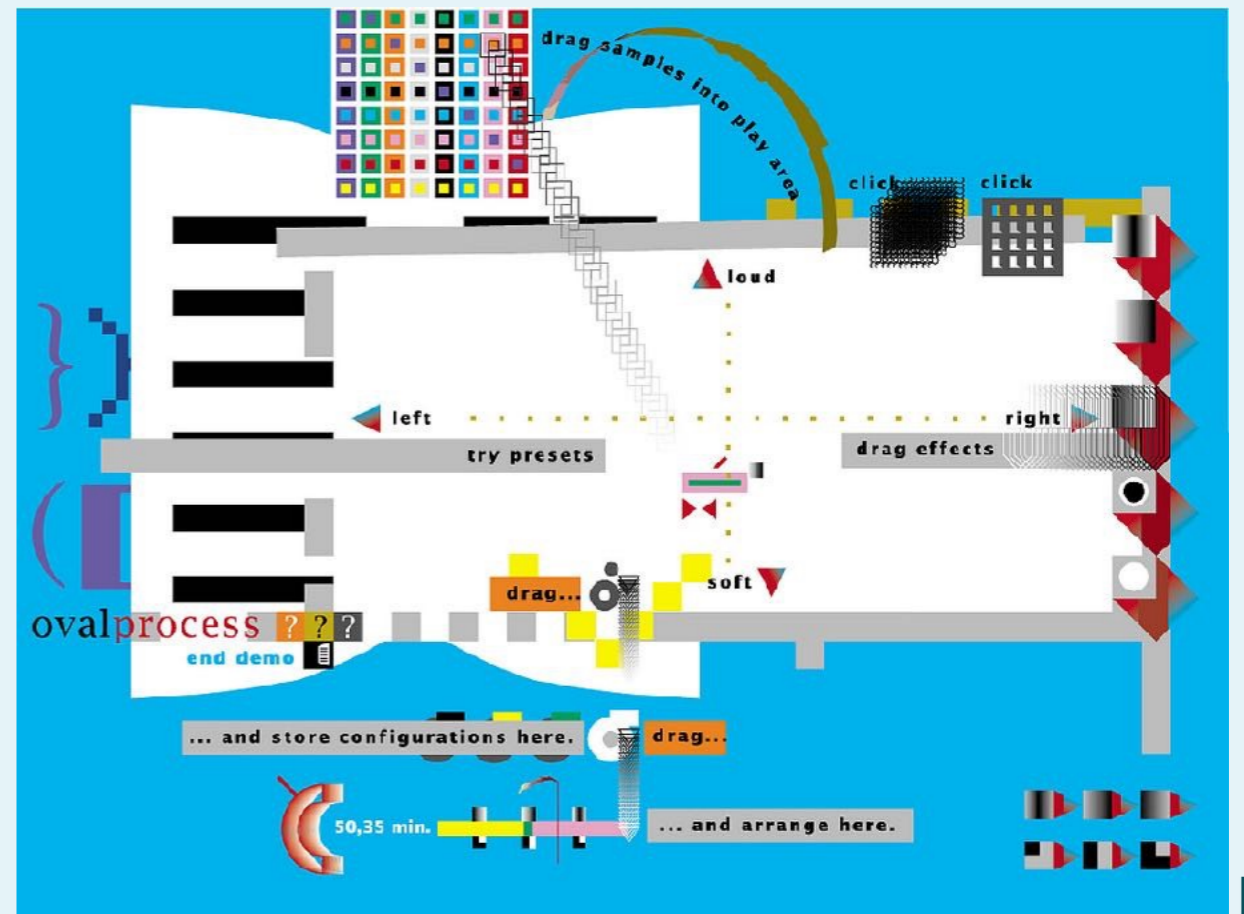 drag samples into play area
click
click
loud
left
right
try presets
drag effects
drag...
soft
ovalprocess ? ? ?
end demo
... and store configurations here.
drag...
50,35 min.
... and arrange here.